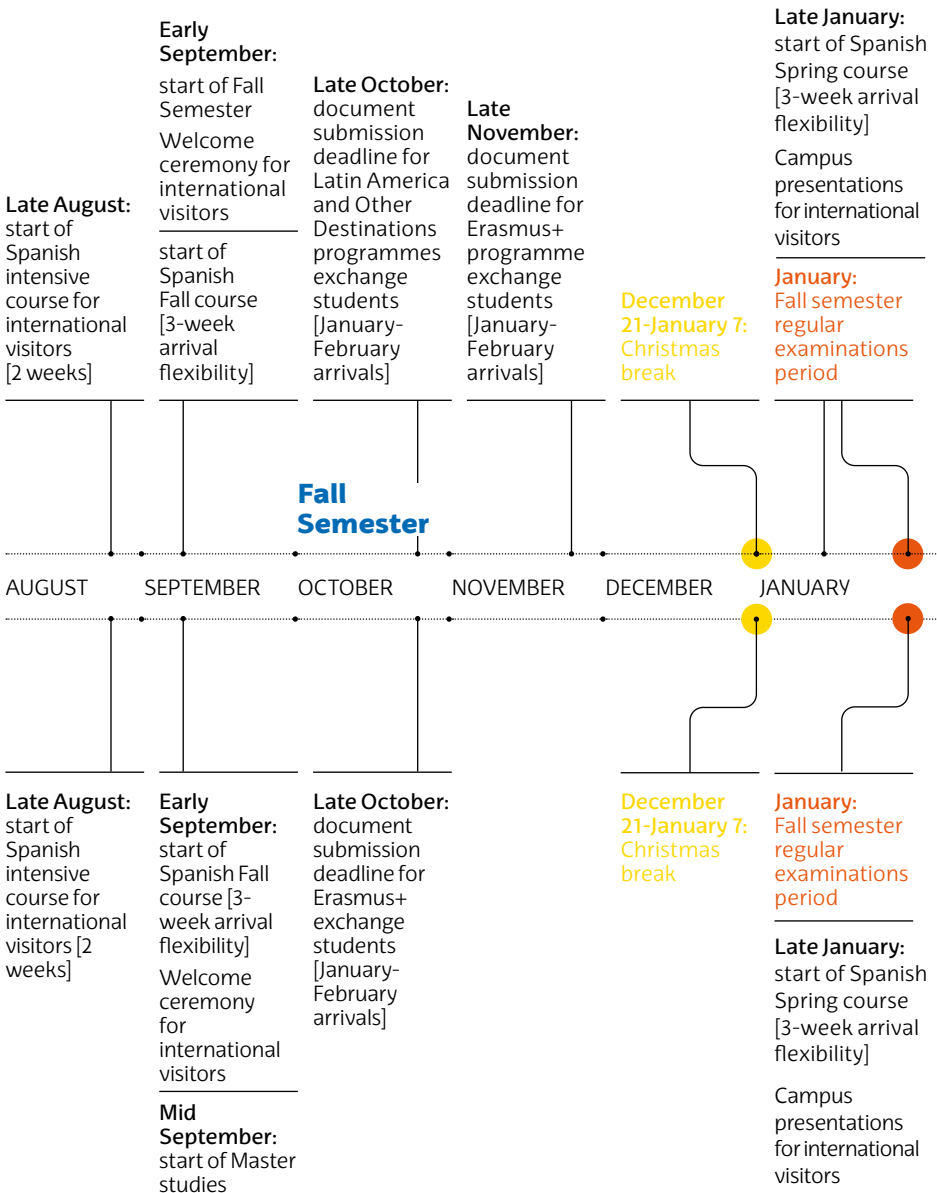 Late August:
start of
Spanish
intensive
course for
international
visitors
[2 weeks]
Early
September:
start of Fall
Semester
Welcome
ceremony for
international
visitors
start of
Spanish
Fall course
[3-week
arrival
flexibility]
Late October:
document
submission
deadline for
Latin America
and Other
Destinations
programmes
exchange
students
[January-
February
arrivals]
Late
November:
document
submission
deadline for
Erasmus+
programme
exchange
students
[January-
February
arrivals]
December
21-January 7:
Christmas
break
Late January:
start of Spanish
Spring course
[3-week arrival
flexibility]
Campus
presentations
for international
visitors
January:
Fall semester
regular
examinations
period
Fall
Semester
AUGUST
SEPTEMBER
OCTOBER
NOVEMBER
DECEMBER
JANUARY
Late August:
start of
Spanish
intensive
course for
international
visitors [2
weeks]
Early
September:
start of
Spanish Fall
course [3-
week arrival
flexibility]
Welcome
ceremony
for
international
visitors
Mid
September:
start of Master
studies
Late October:
document
submission
deadline for
Erasmus+
exchange
students
[January-
February
arrivals]
December
21-January 7:
Christmas
break
January:
Fall semester
regular
examinations
period
Late January:
start of Spanish
Spring course
[3-week arrival
flexibility]
Campus
presentations
for international
visitors